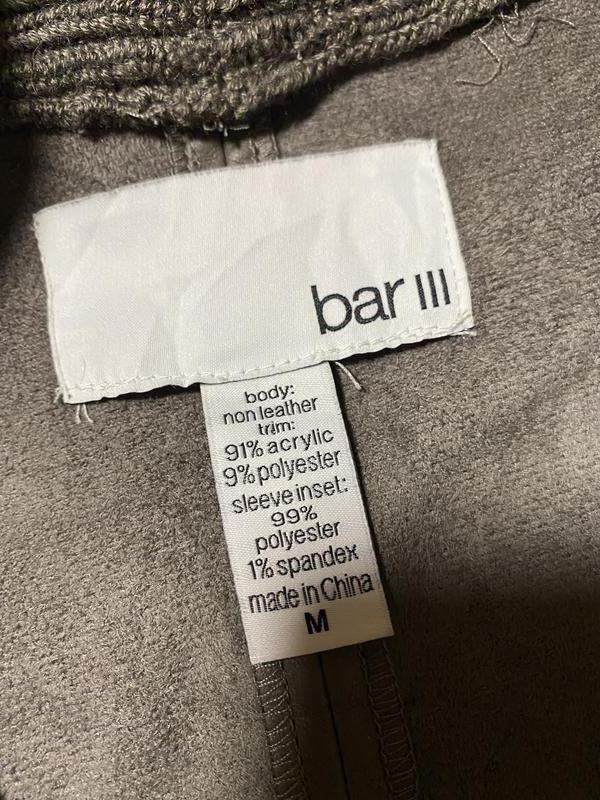 bar III
body:
non leather
trim:
91% acrylic
9% polyester
sleeve inset:
99%
polyester
1% spandex
made in China
M